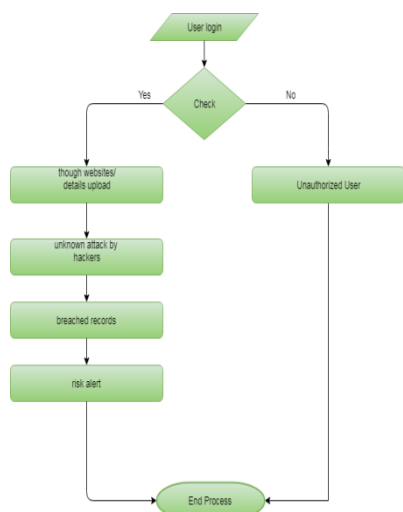 User login
Check
Yes
No
though websites/
details upload
Unauthorized User
unknown attack by
hackers
breached records
risk alert
End Process